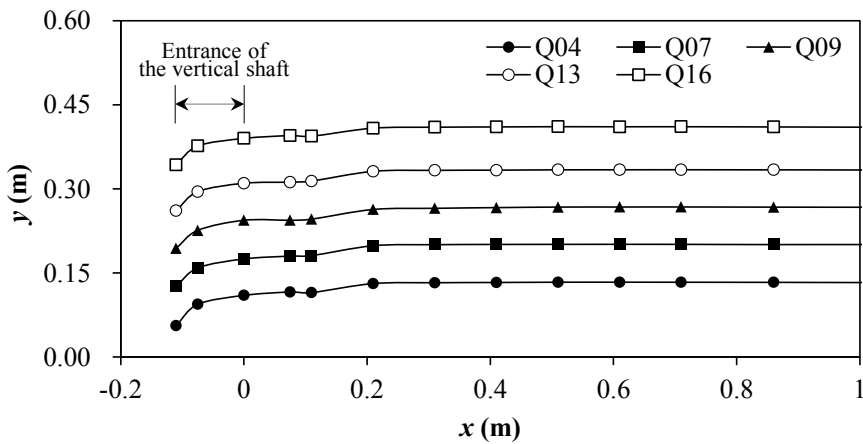 0.60
0.45
0.30
0.15
0.00
y (m)
Entrance of
the vertical shaft
Q04 Q07 Q09
Q13 Q16
-0.2 0 0.2 0.4 0.6 0.8 1
x (m)